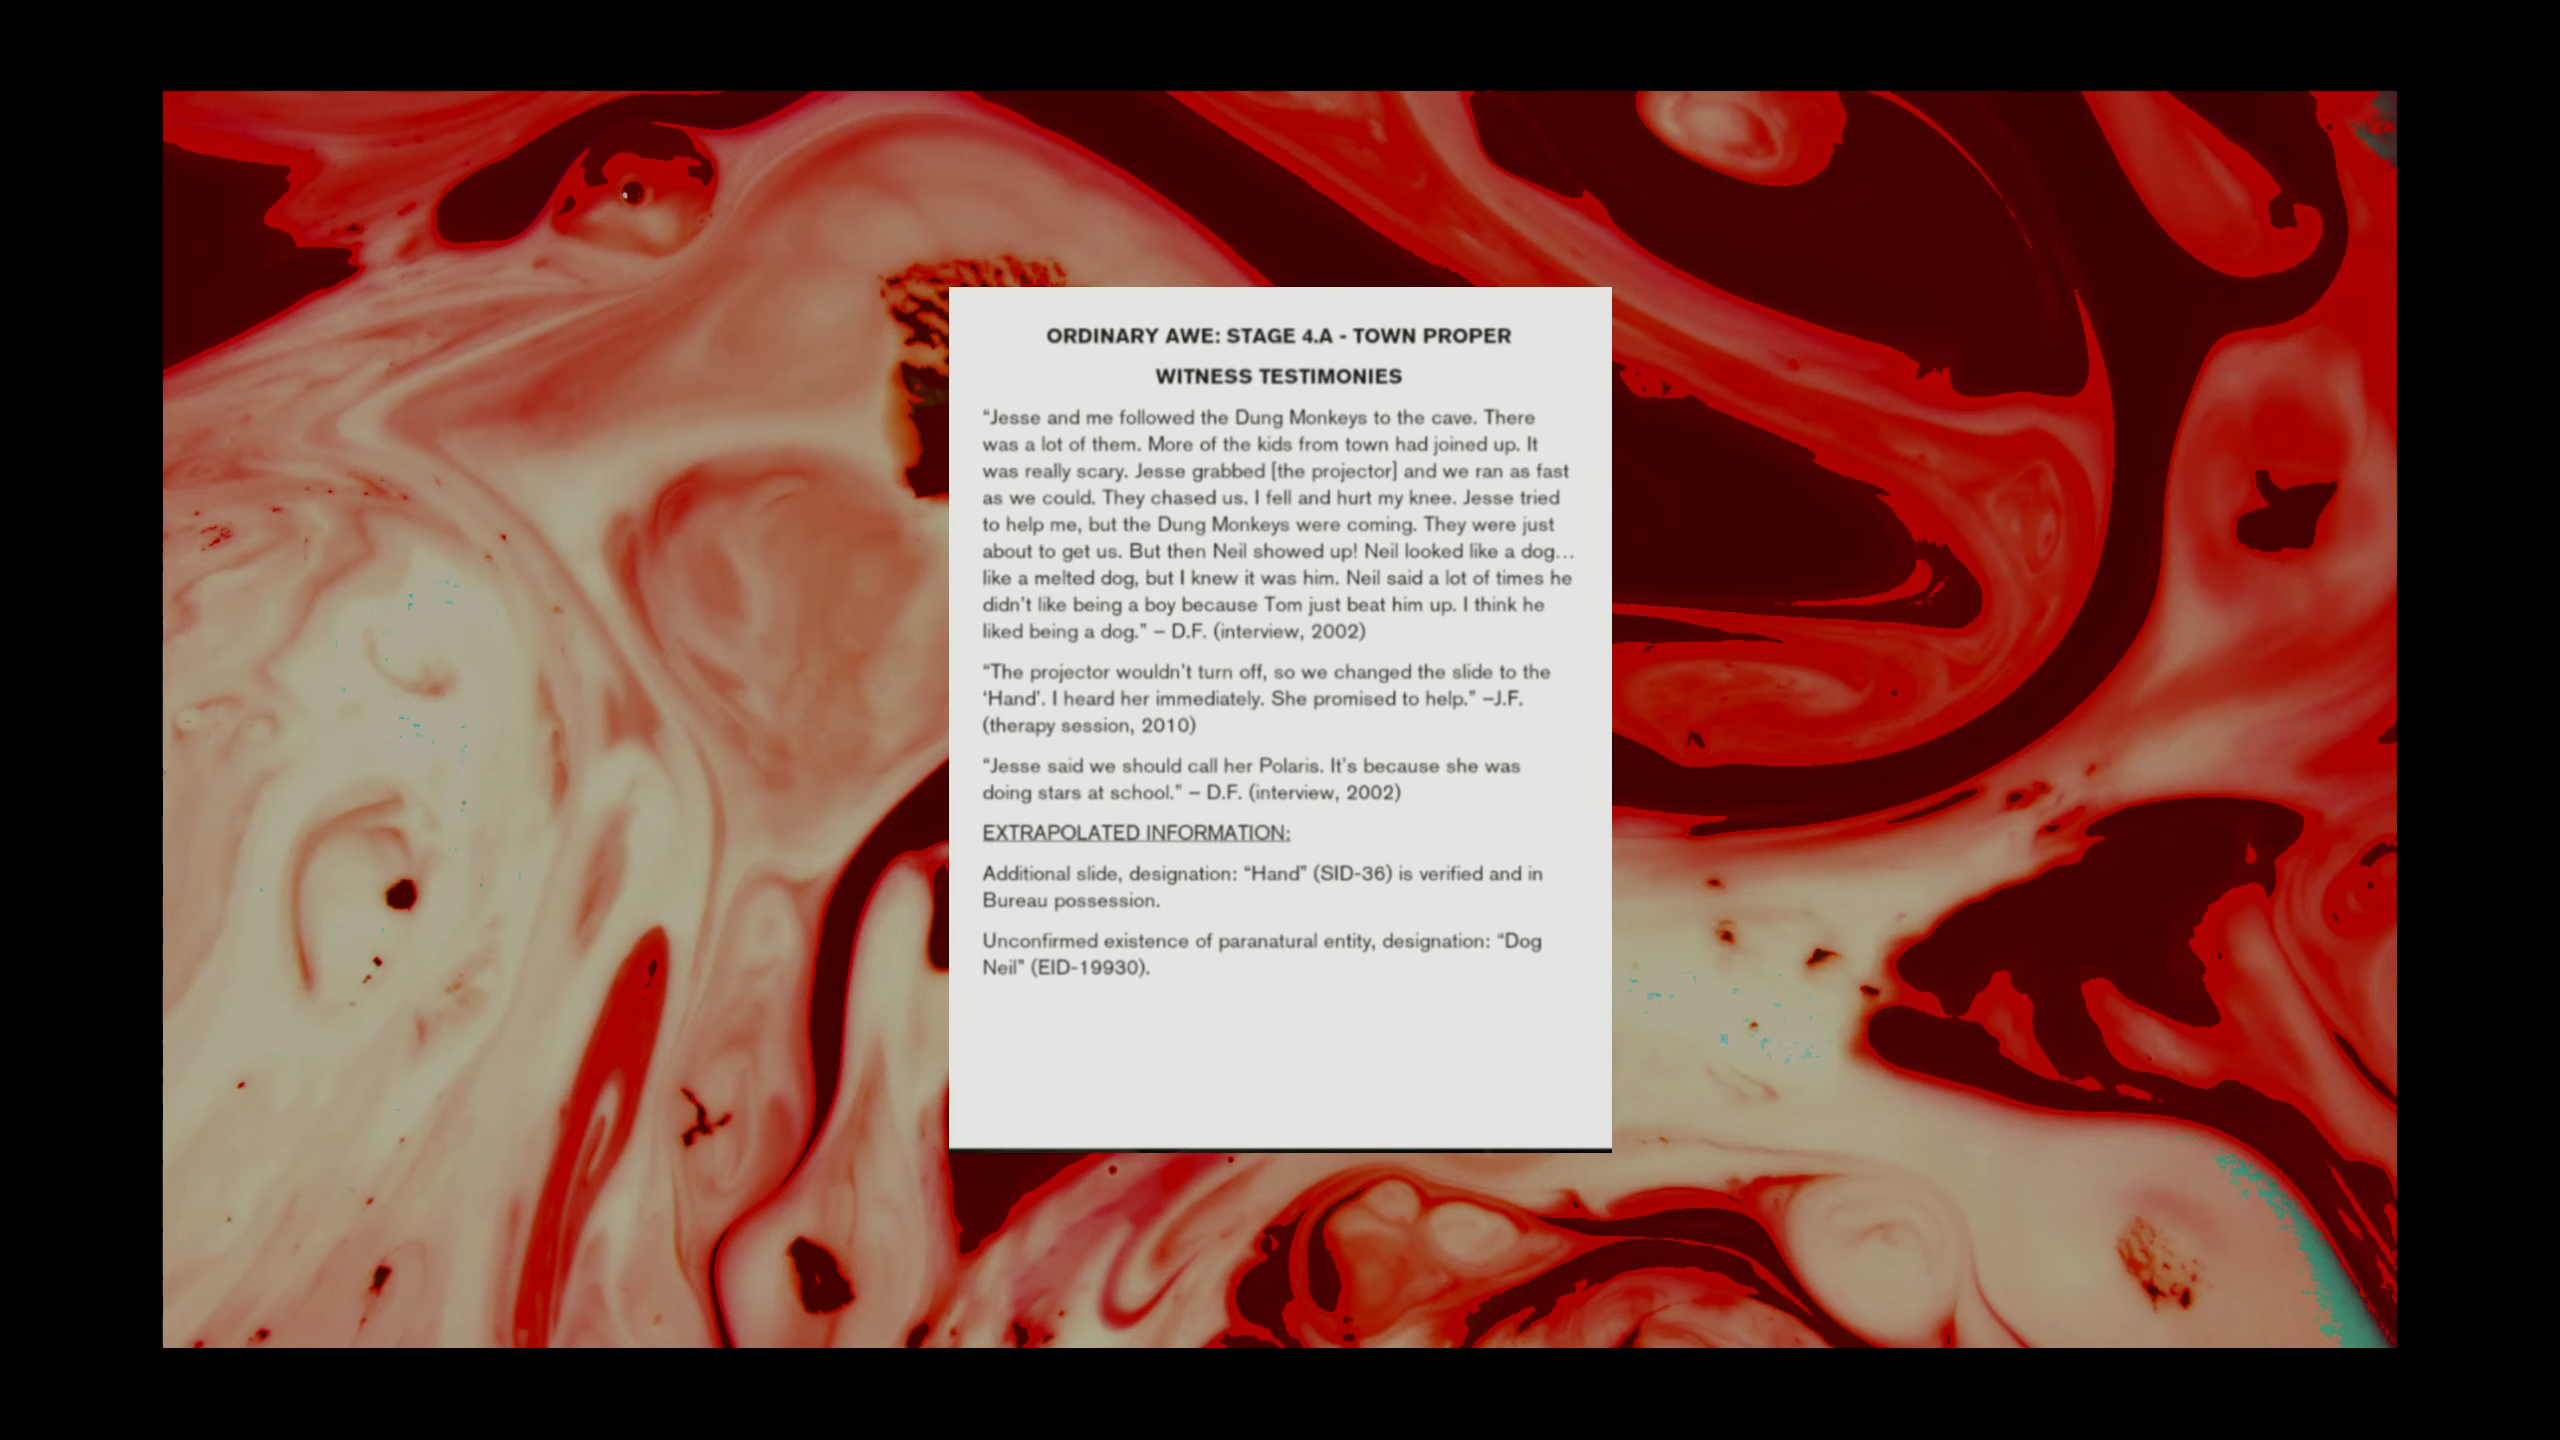 ORDINARY AWE: STAGE 4.A - TOWN PROPER
WITNESS TESTIMONIES
“Jesse and me followed the Dung Monkeys to the cave. There
was a lot of them. More of the kids from town had joined up. It
was really scary. Jesse grabbed [the projector] and we ran as fast
as we could. They chased us. I fell and hurt my knee. Jesse tried
to help me, but the Dung Monkeys were coming. They were just
about to get us. But then Neil showed up! Neil looked like a dog…
like a melted dog, but I knew it was him. Neil said a lot of times he
didn’t like being a boy because Tom just beat him up. I think he
liked being a dog.” – D.F. (interview, 2002)
“The projector wouldn’t turn off, so we changed the slide to the
‘Hand’. I heard her immediately. She promised to help.” –J.F.
(therapy session, 2010)
“Jesse said we should call her Polaris. It’s because she was
doing stars at school.” – D.F. (interview, 2002)
EXTRAPOLATED INFORMATION:
Additional slide, designation: “Hand” (SID-36) is verified and in
Bureau possession.
Unconfirmed existence of paranatural entity, designation: “Dog
Neil” (EID-19930).